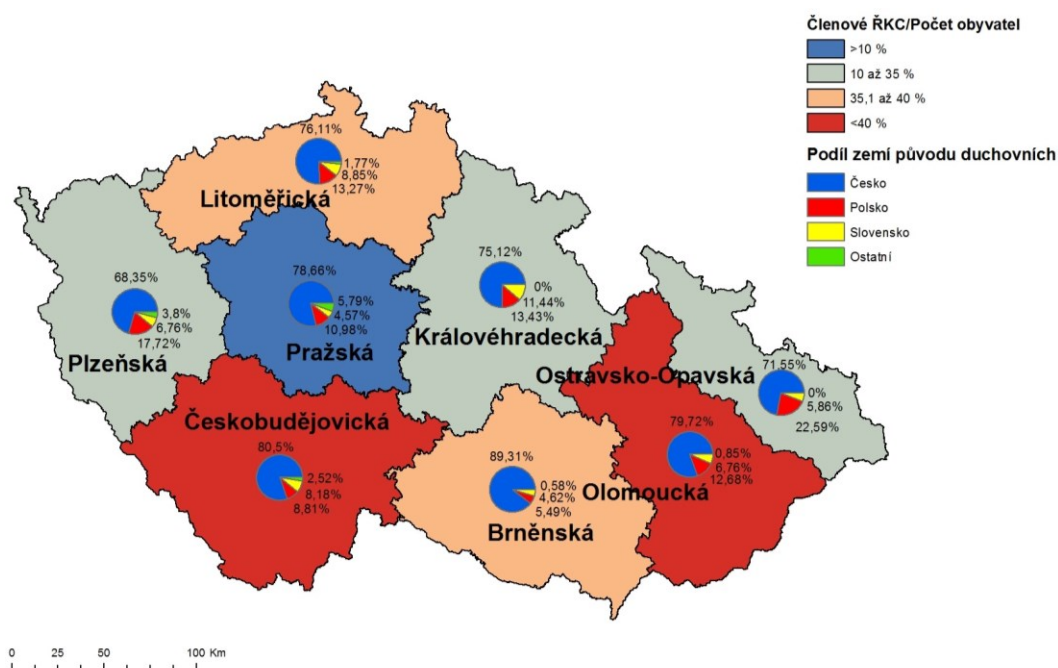 Členové ŘKC/Počet obyvatel
>10 %
10 až 35 %
35,1 až 40 %
<40 %
Podíl zemí původu duchovních
Česko
Polsko
Slovensko
Ostatní
76,11%
1,77%
8,85%
13,27%
Litoměřická
68,35%
3,8%
6,76%
17,72%
Plzeňská
78,66%
5,79%
4,57%
10,98%
Pražská
75,12%
0%
11,44%
13,43%
Královéhradecká
Ostravsko-Opavská
71,55%
0%
5,86%
22,59%
Českobudějovická
80,5%
2,52%
8,18%
8,81%
89,31%
0,58%
4,62%
5,49%
Brněnská
79,72%
0,85%
6,76%
12,68%
Olomoucká
0 25 50 100 Km